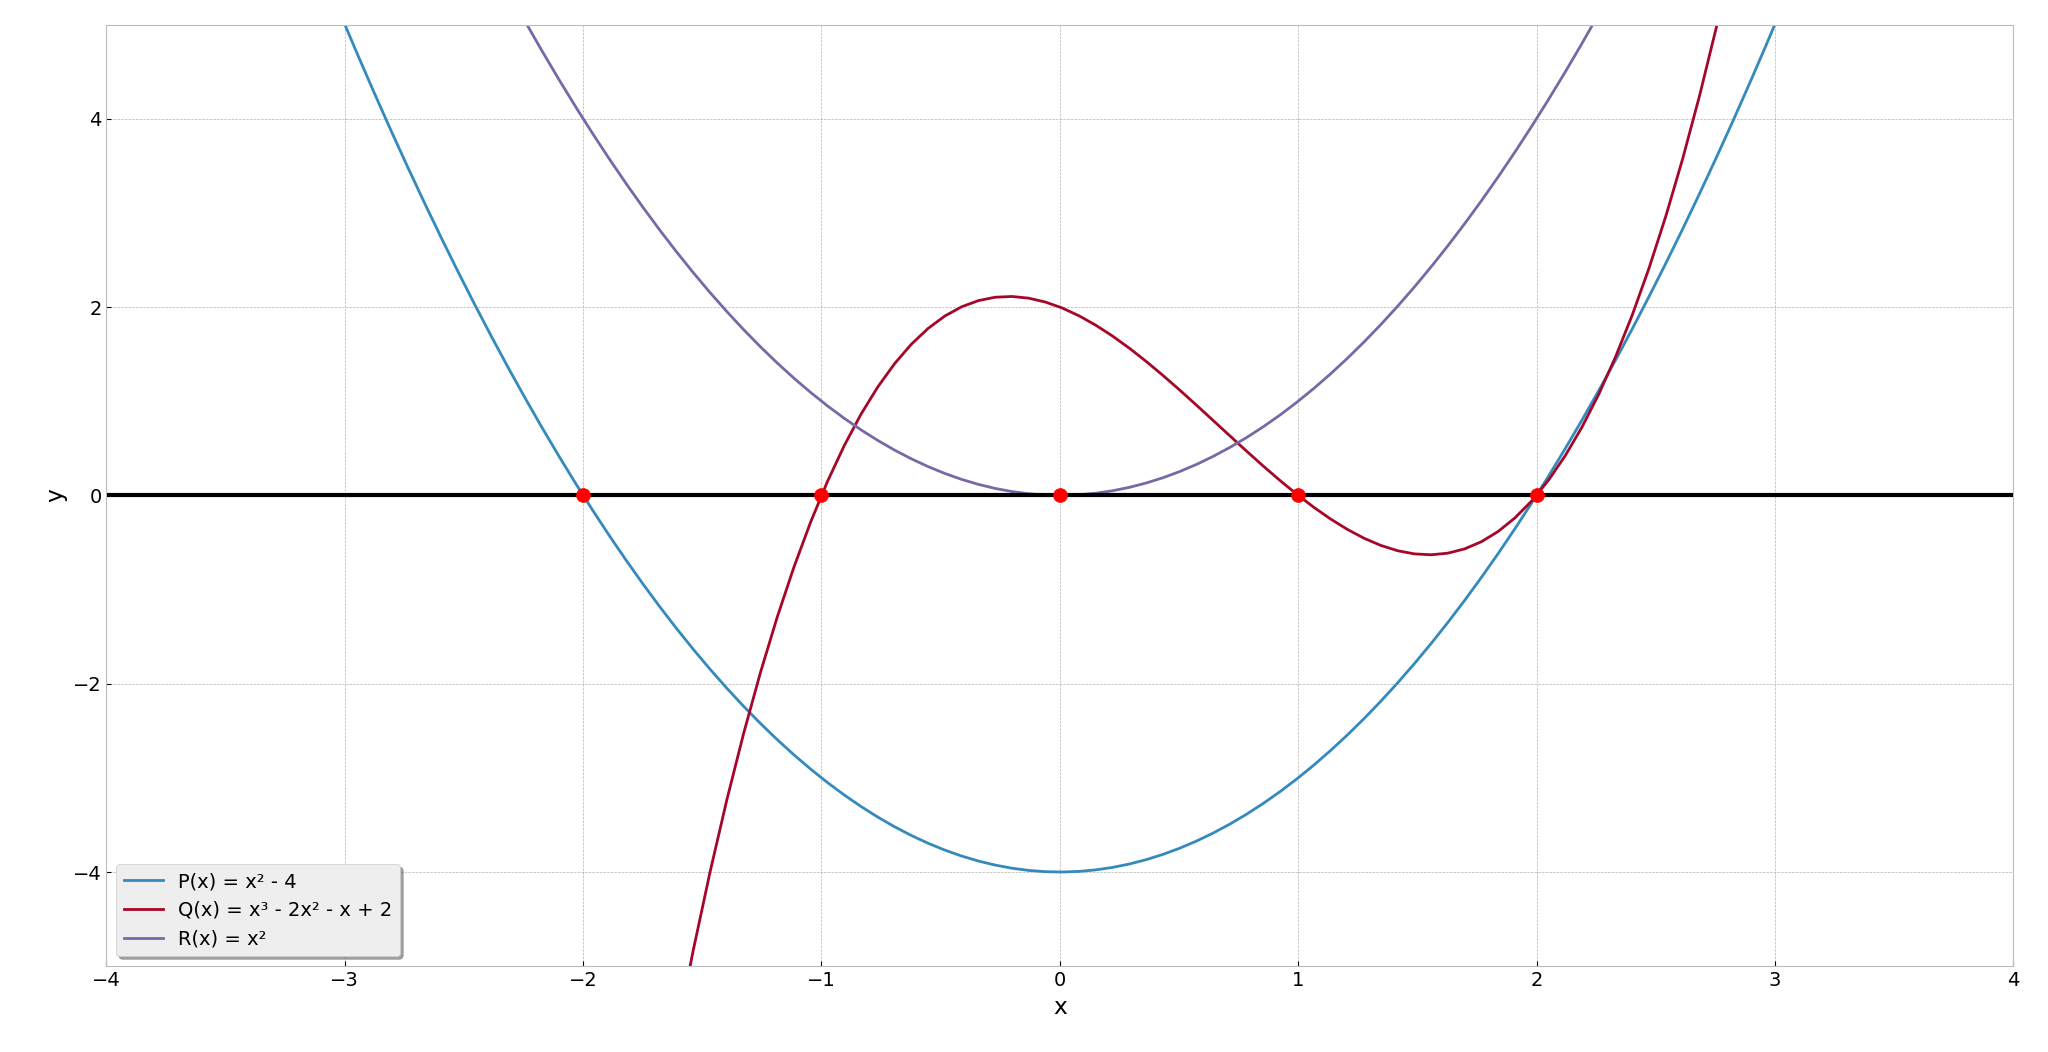 4
2
0
−2
−4
y
P(x) = x² - 4
Q(x) = x³ - 2x² - x + 2
R(x) = x²
−4 −3 −2 −1 0 1 2 3 4
x